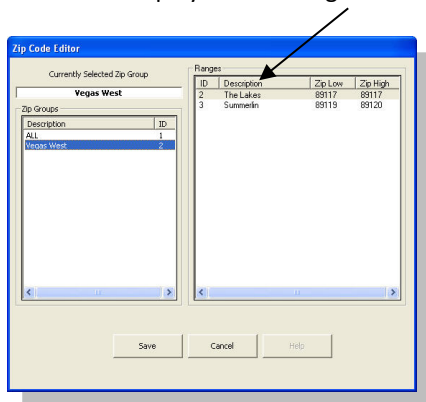 Zip Code Editor
Currently Selected Zip Group
Vegas West
Zip Groups
Description ID
ALL 1
Vegas West 2
Ranges
ID Description Zip Low Zip High
2 The Lakes 89117 89117
3 Summerlin 89119 89120
Save Cancel Help